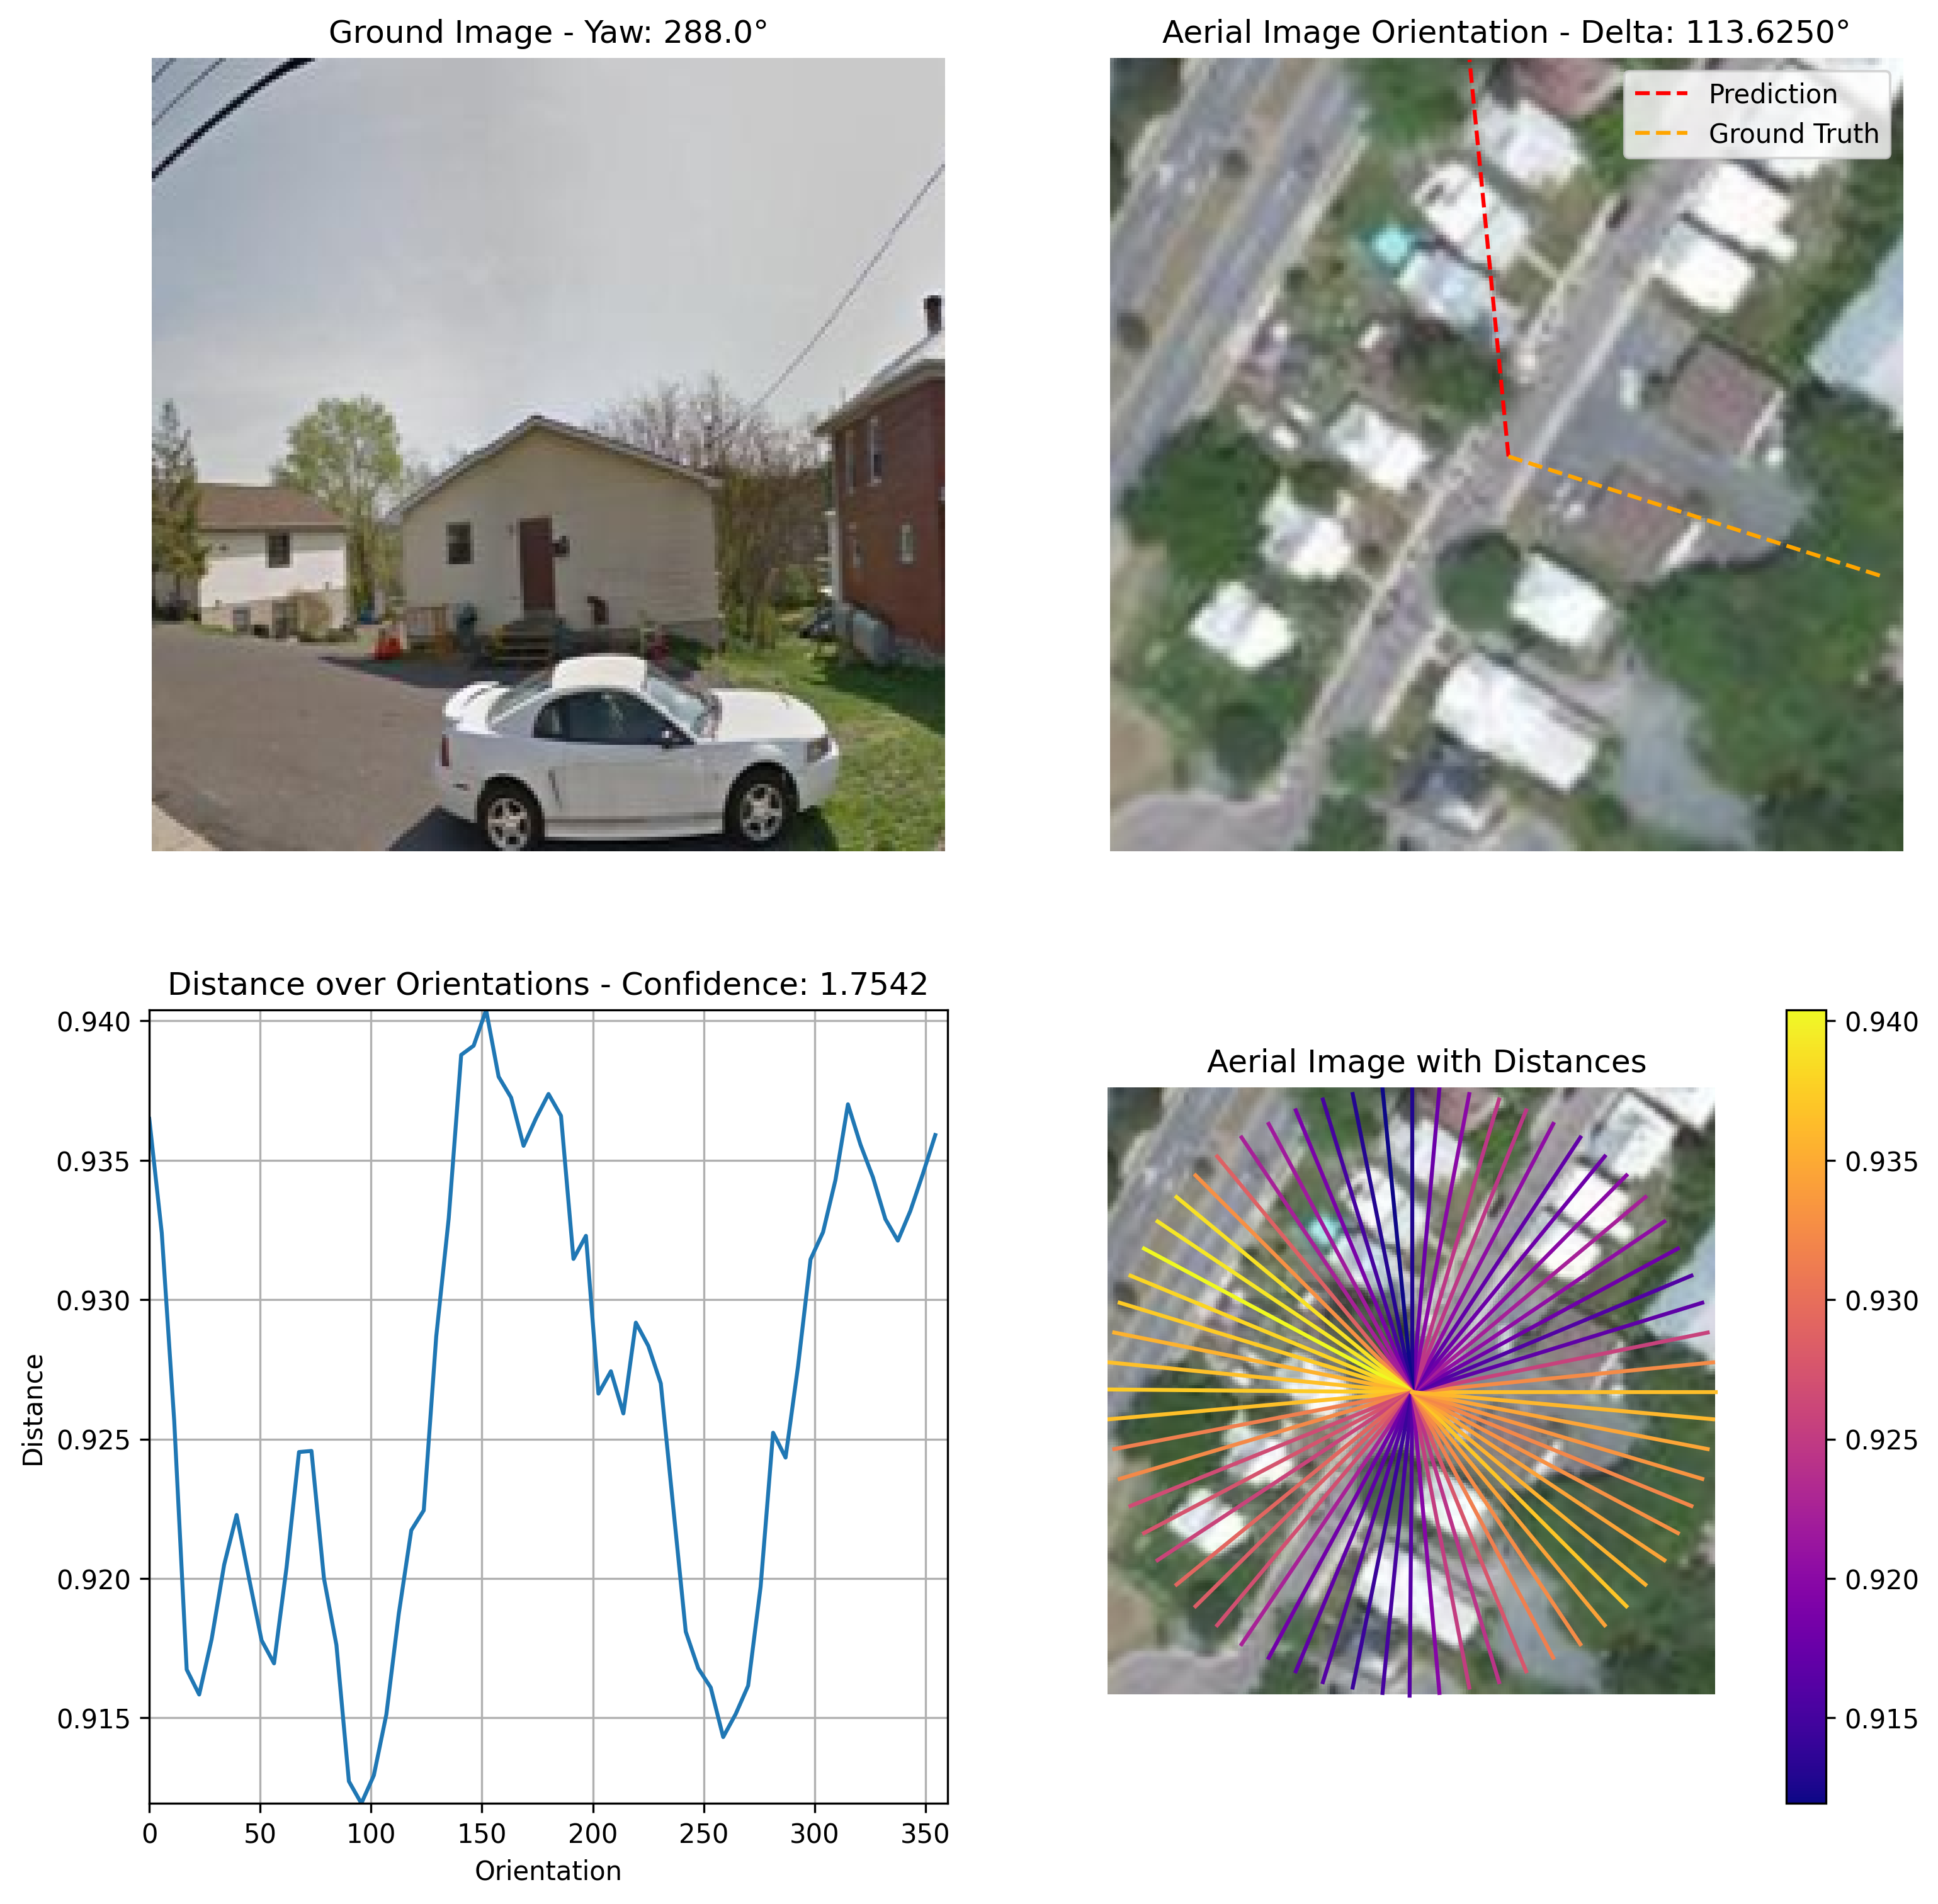 Ground Image - Yaw: 288.0°
Aerial Image Orientation - Delta: 113.6250°
Prediction
Ground Truth
Distance over Orientations - Confidence: 1.7542
0.940
0.935
0.930
0.925
0.920
0.915
Distance
0
50
100
150
200
250
300
350
Orientation
Aerial Image with Distances
0.940
0.935
0.930
0.925
0.920
0.915